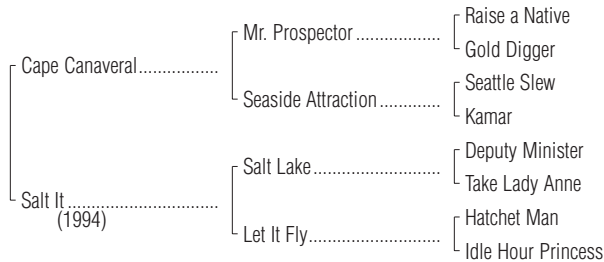 Raise a Native
Mr. Prospector ..................
Gold Digger
Cape Canaveral.................
Seattle Slew
Seaside Attraction .............
Kamar
Deputy Minister
Salt Lake ...........................
Take Lady Anne
Salt It ................................
(1994)
Hatchet Man
Let It Fly............................
Idle Hour Princess